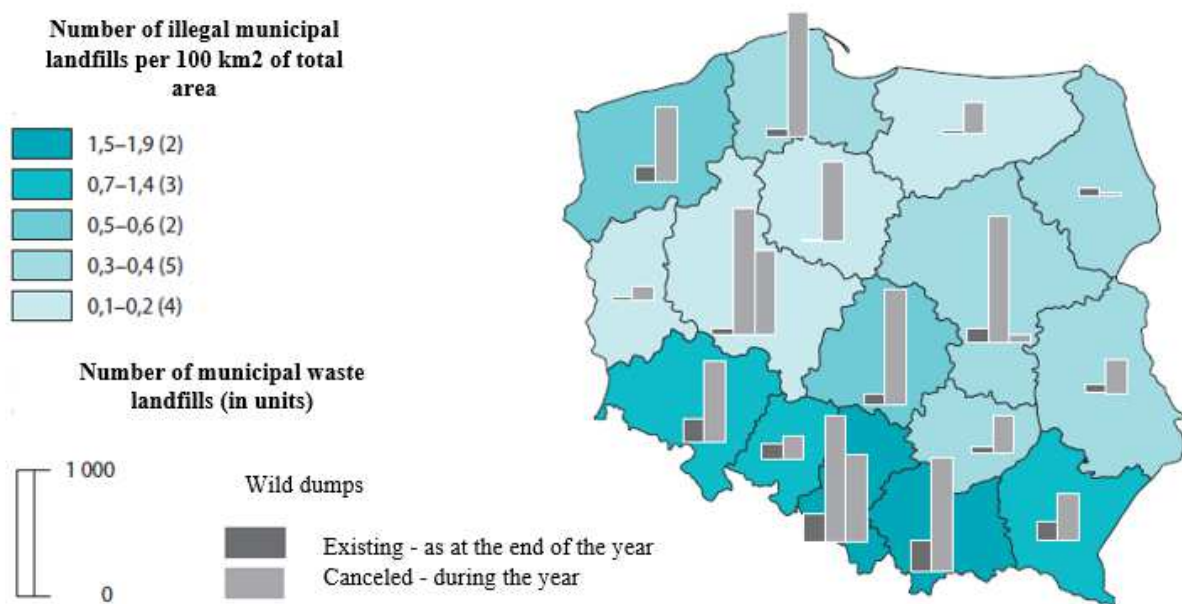 Number of illegal municipal
landfills per 100 km2 of total
area
1,5–1,9 (2)
0,7–1,4 (3)
0,5–0,6 (2)
0,3–0,4 (5)
0,1–0,2 (4)
Number of municipal waste
landfills (in units)
1 000
0
Wild dumps
Existing - as at the end of the year
Canceled - during the year